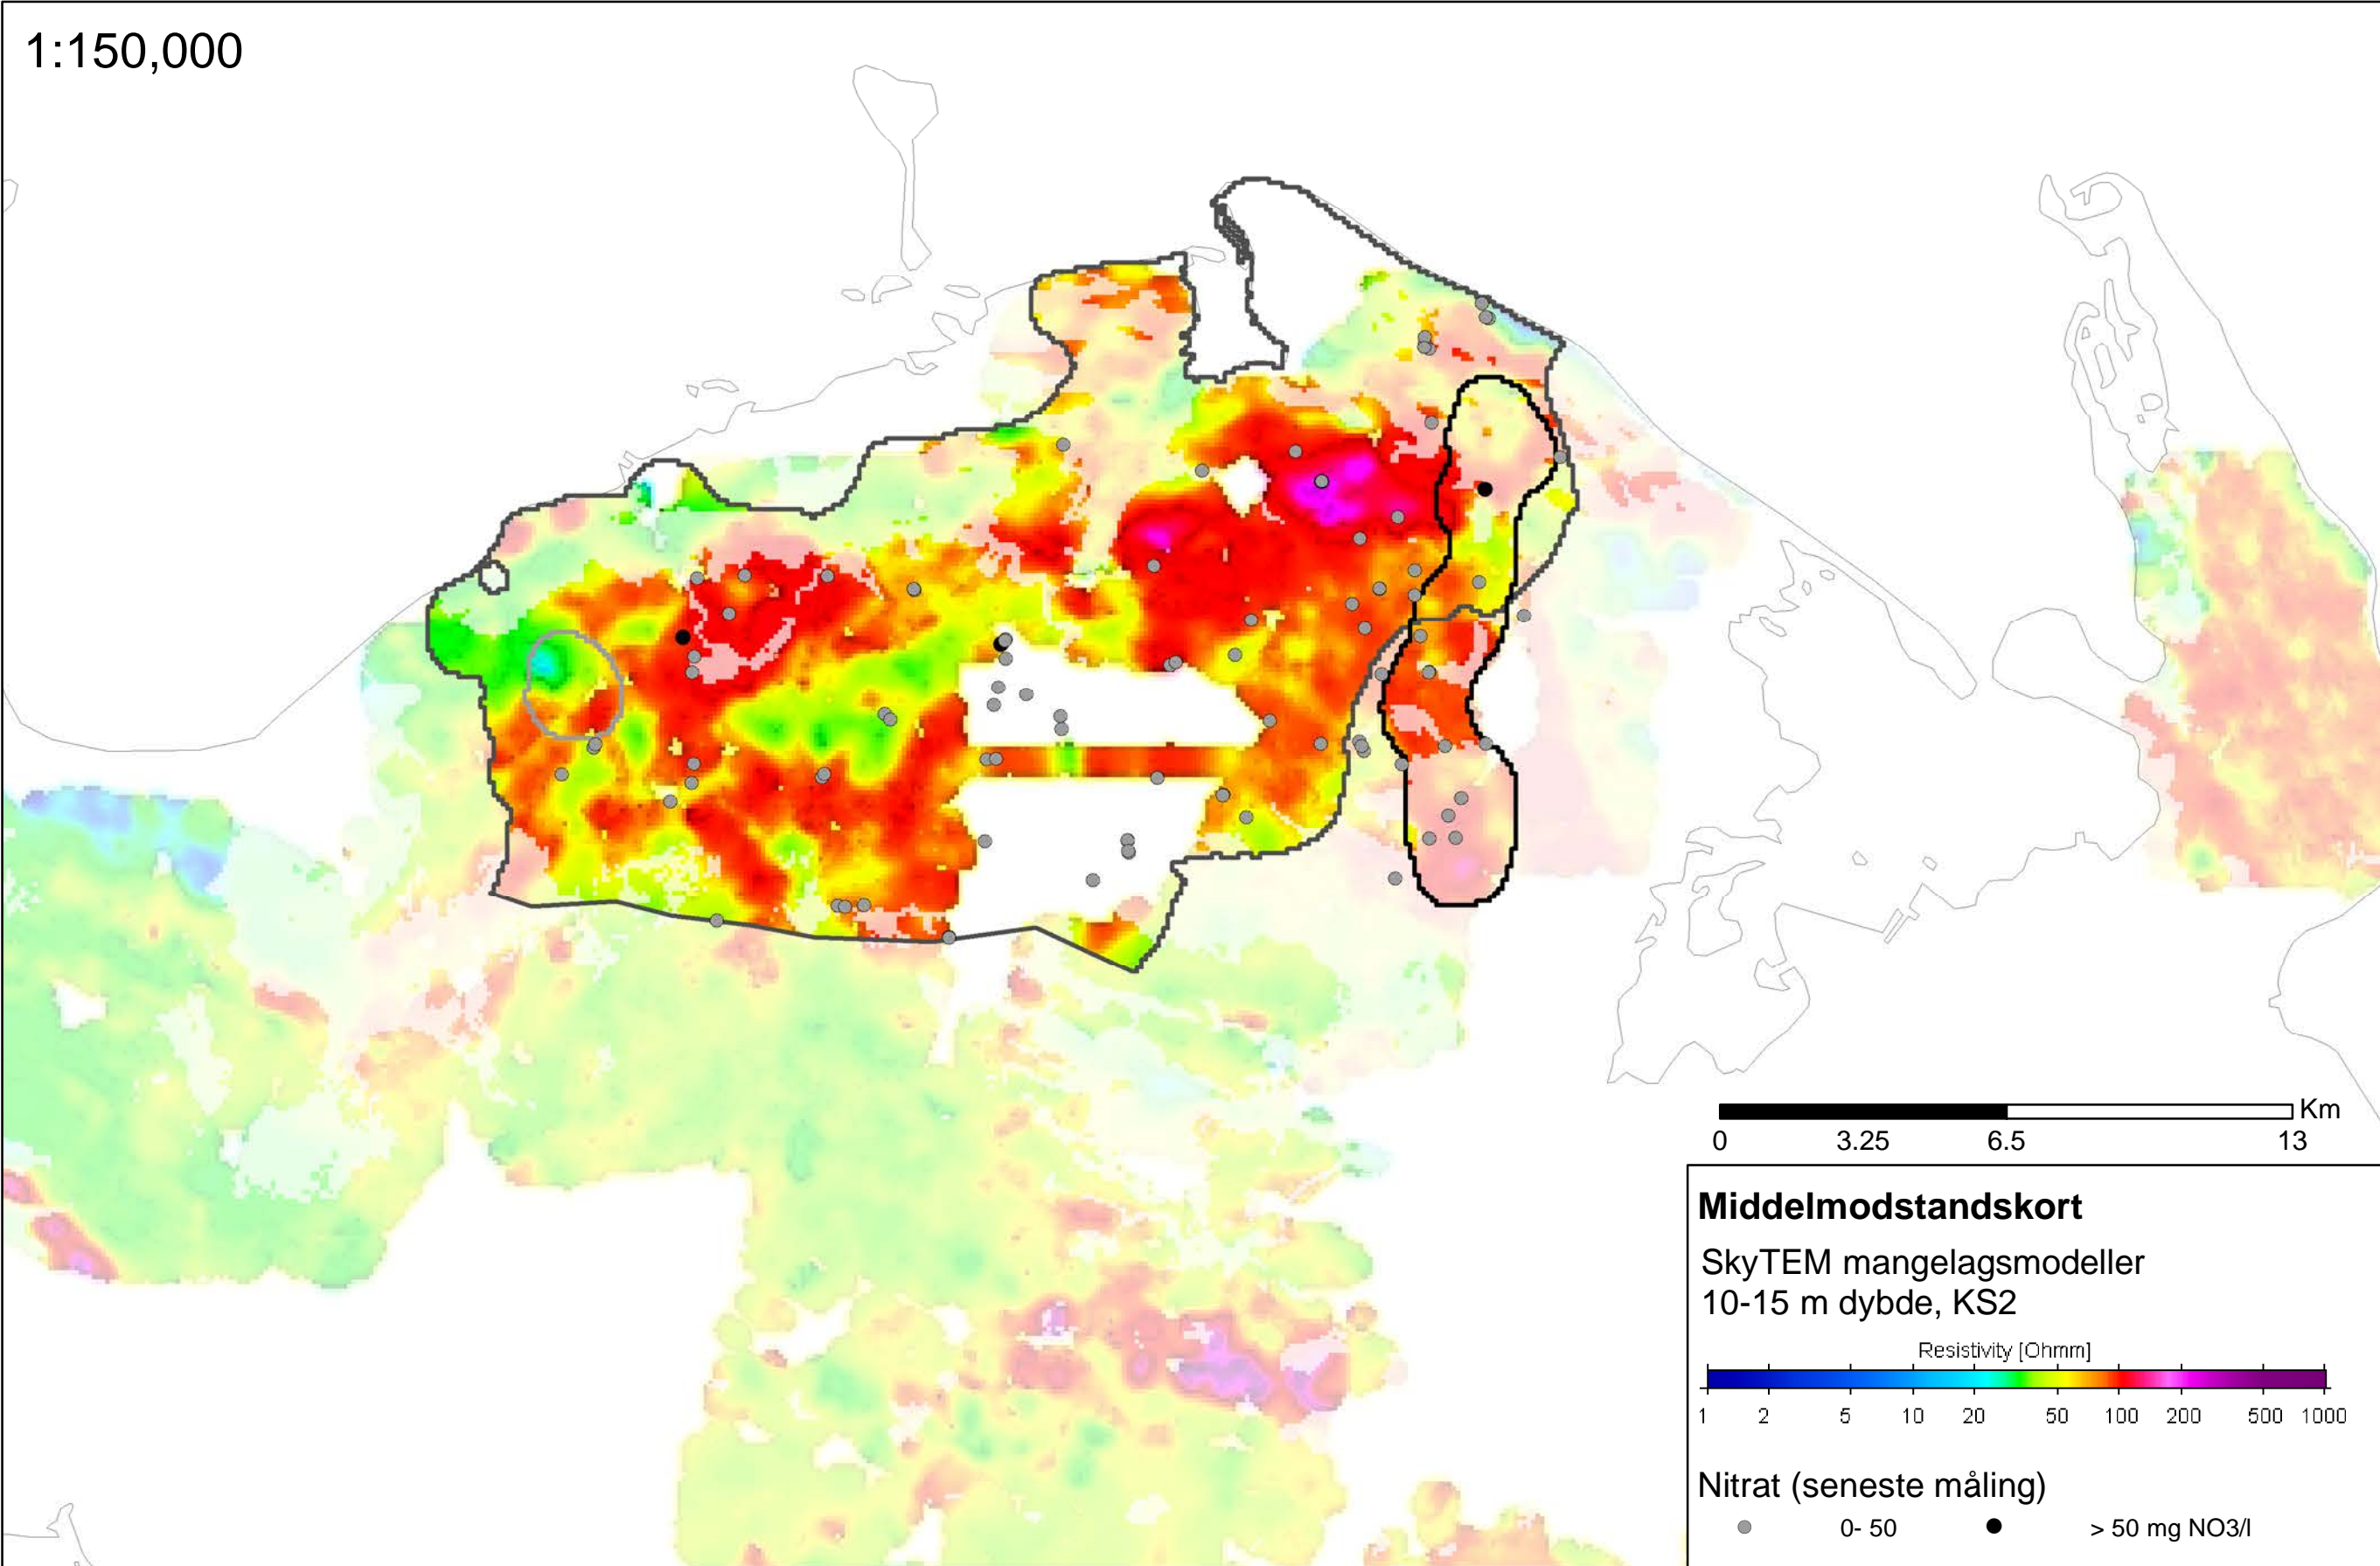 1:150,000
Km
0 3.25 6.5 13
Middelmodstandskort
SkyTEM mangelagsmodeller
10-15 m dybde, KS2
Resistivity [Ohmm]
1 2 5 10 20 50 100 200 500 1000
Nitrat (seneste måling)
0- 50 > 50 mg NO3/l